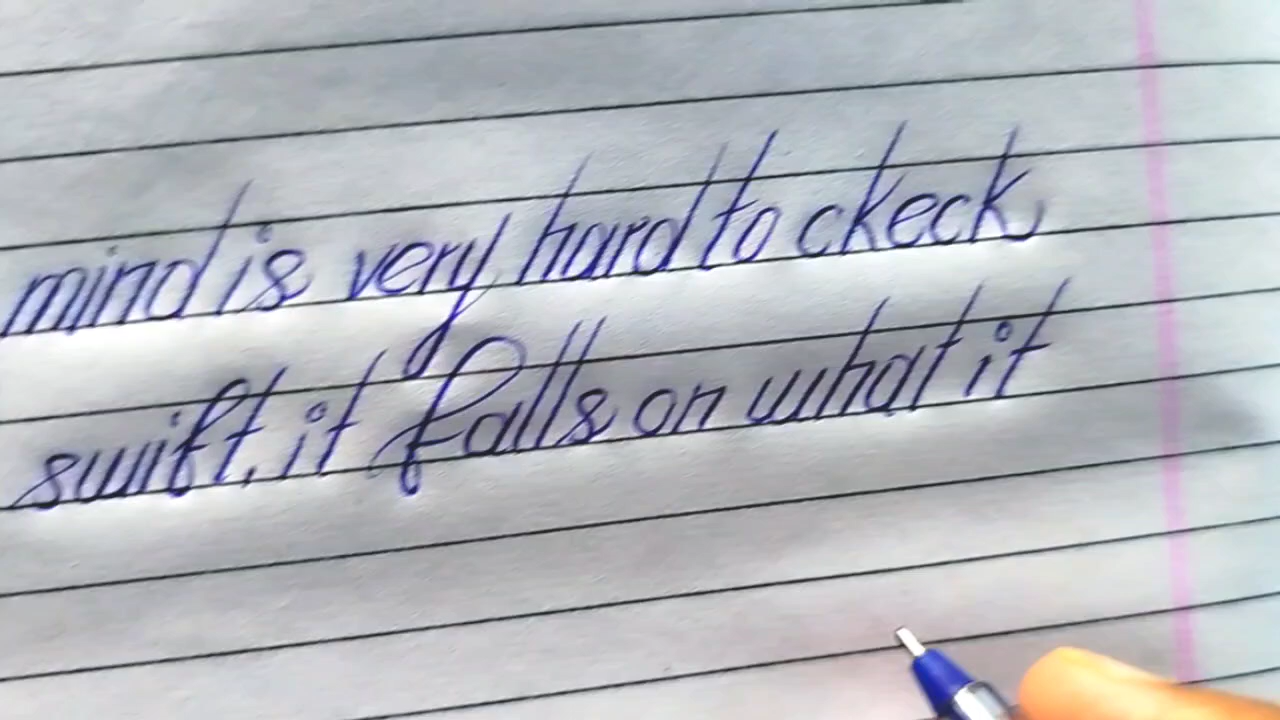 mind is very hard to ckeck,
swift, it falls on what it